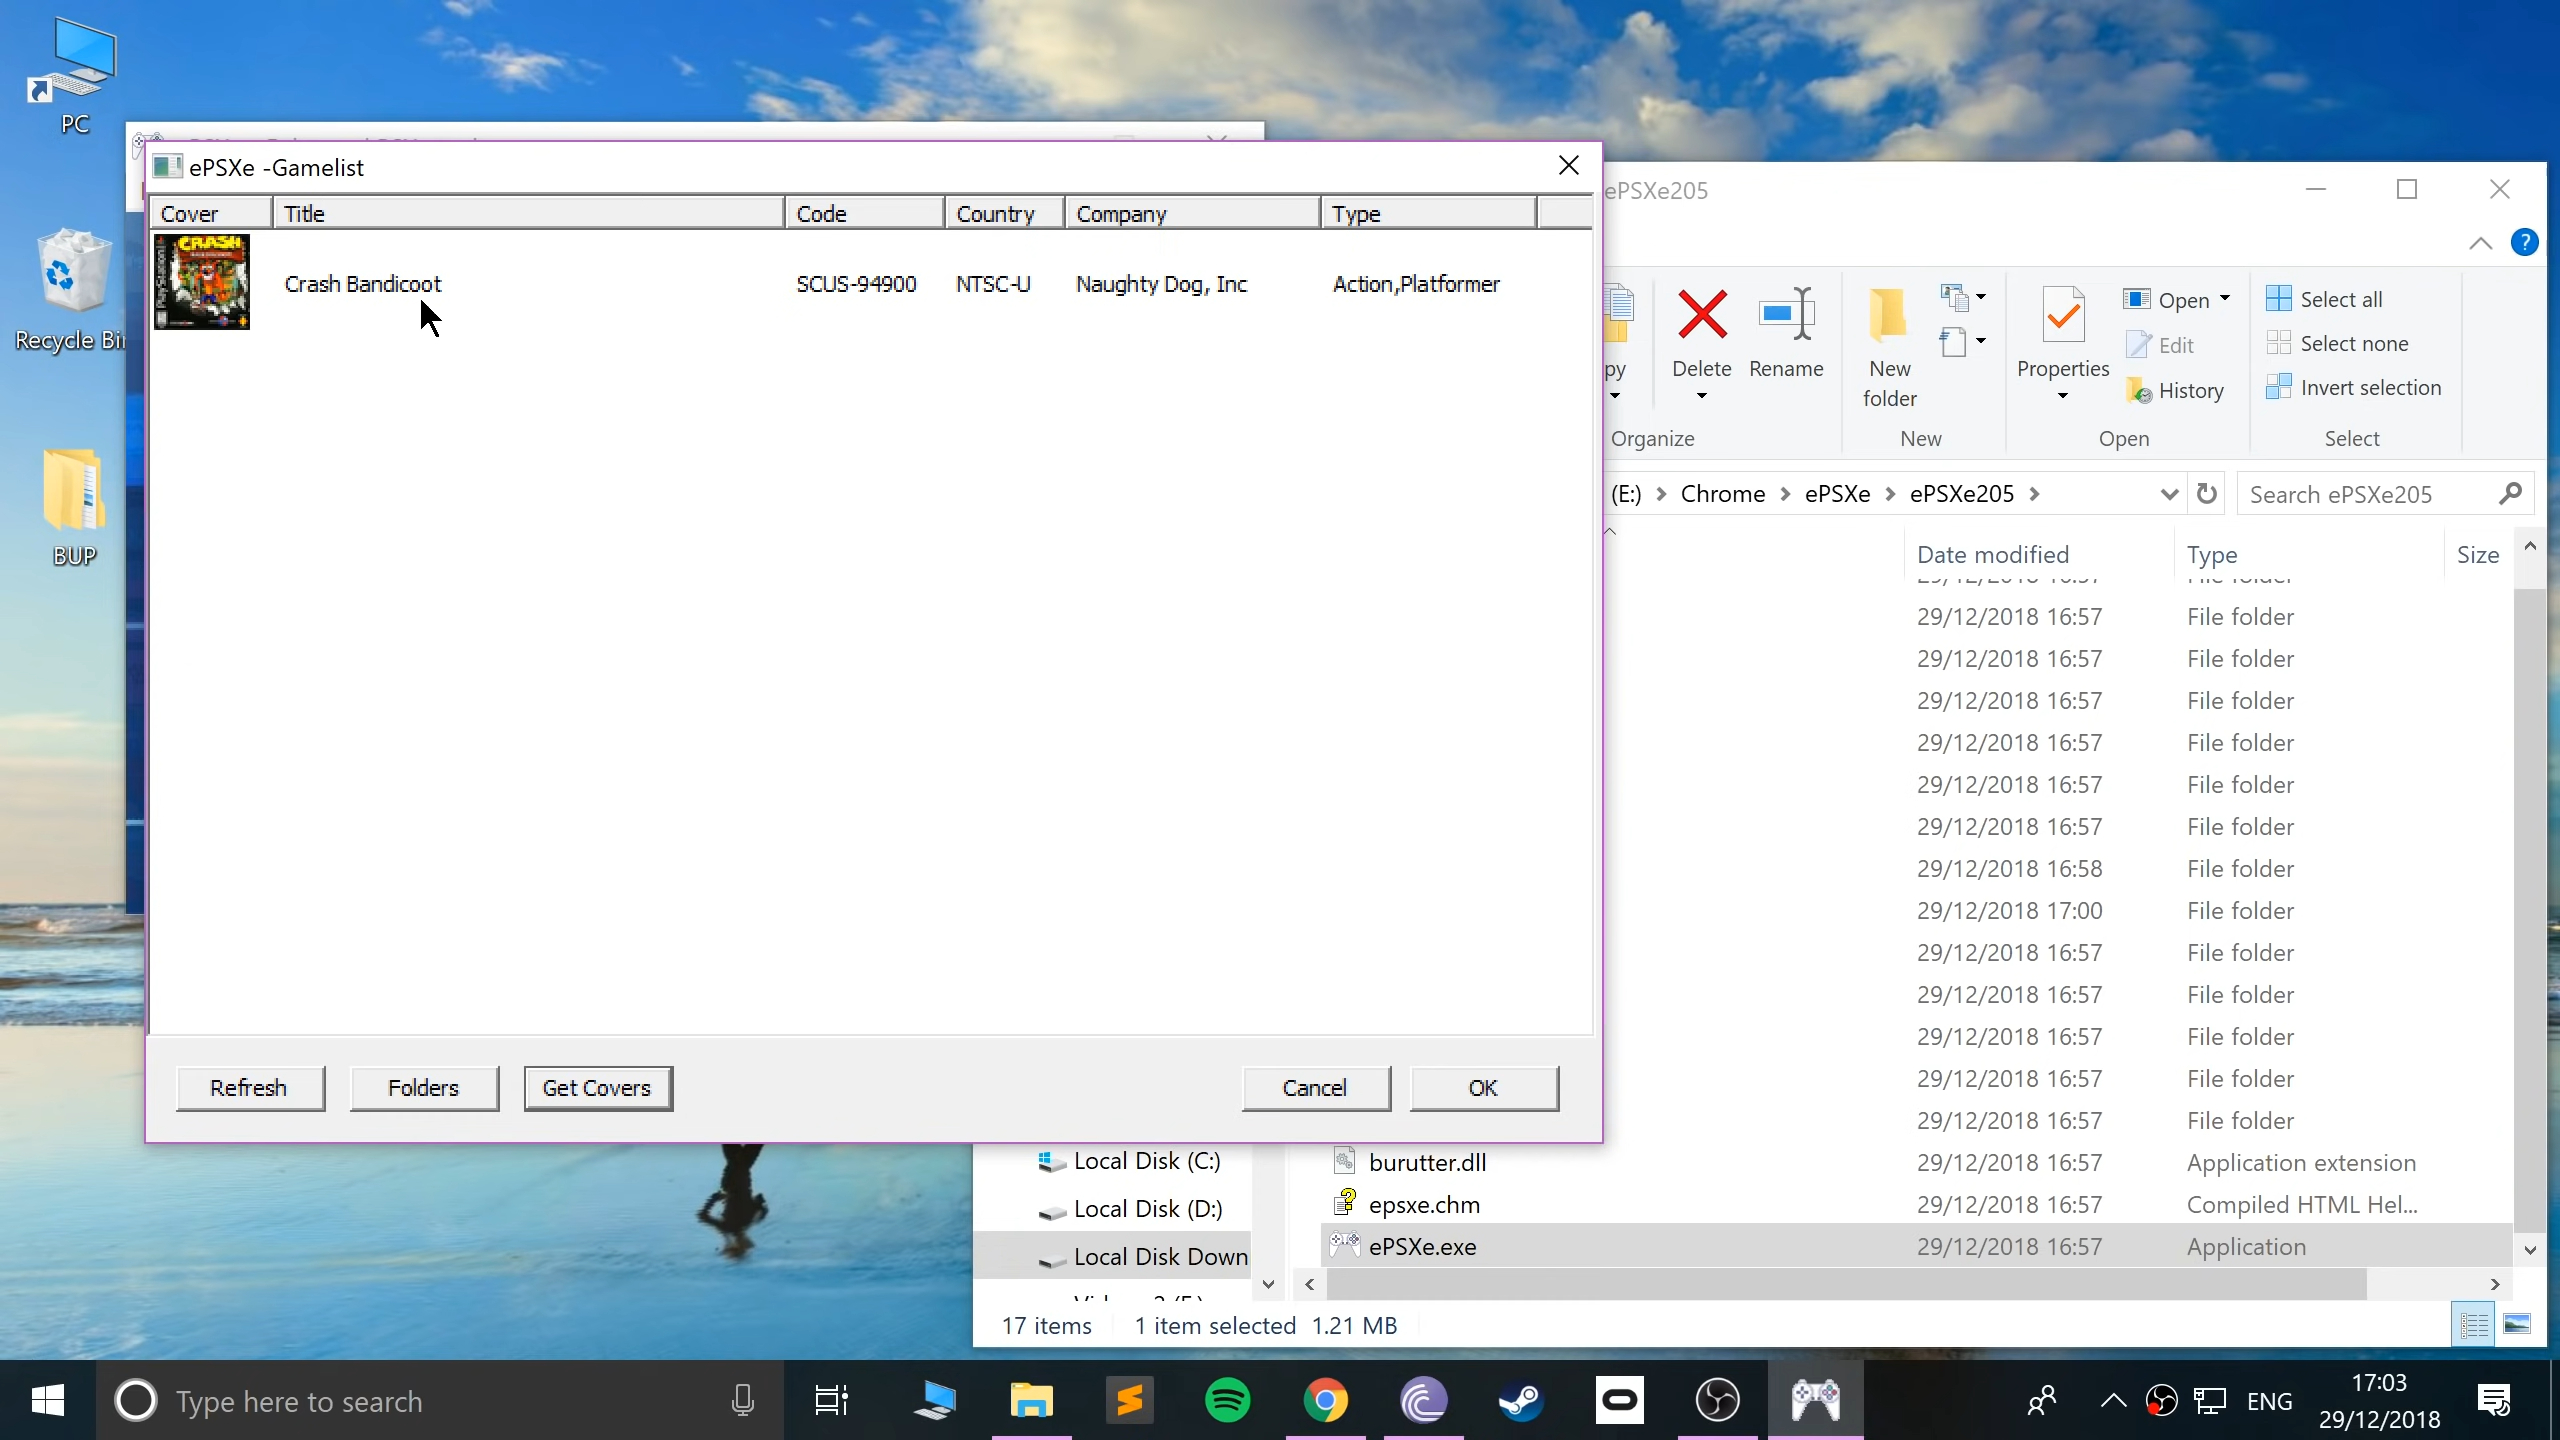 PC
Recycle Bi
BUP
ePSXe -Gamelist
Cover Title Code Country Company Type
CRASH
Crash Bandicoot SCUS-94900 NTSC-U Naughty Dog, Inc Action,Platformer
Refresh Folders Get Covers Cancel OK
ePSXe205
py
Delete Rename
New folder
Properties
Open
Edit
History
Select all
Select none
Invert selection
Organize New Open Select
(E:) Chrome ePSXe ePSXe205
Search ePSXe205
Date modified Type Size
29/12/2018 16:57 File folder
29/12/2018 16:57 File folder
29/12/2018 16:57 File folder
29/12/2018 16:57 File folder
29/12/2018 16:57 File folder
29/12/2018 16:57 File folder
29/12/2018 16:58 File folder
29/12/2018 17:00 File folder
29/12/2018 16:57 File folder
29/12/2018 16:57 File folder
29/12/2018 16:57 File folder
29/12/2018 16:57 File folder
29/12/2018 16:57 File folder
burutter.dll 29/12/2018 16:57 Application extension
epsxe.chm 29/12/2018 16:57 Compiled HTML Hel...
ePSXe.exe 29/12/2018 16:57 Application
Local Disk (C:)
Local Disk (D:)
Local Disk Down
17 items 1 item selected 1.21 MB
Type here to search
ENG
17:03
29/12/2018